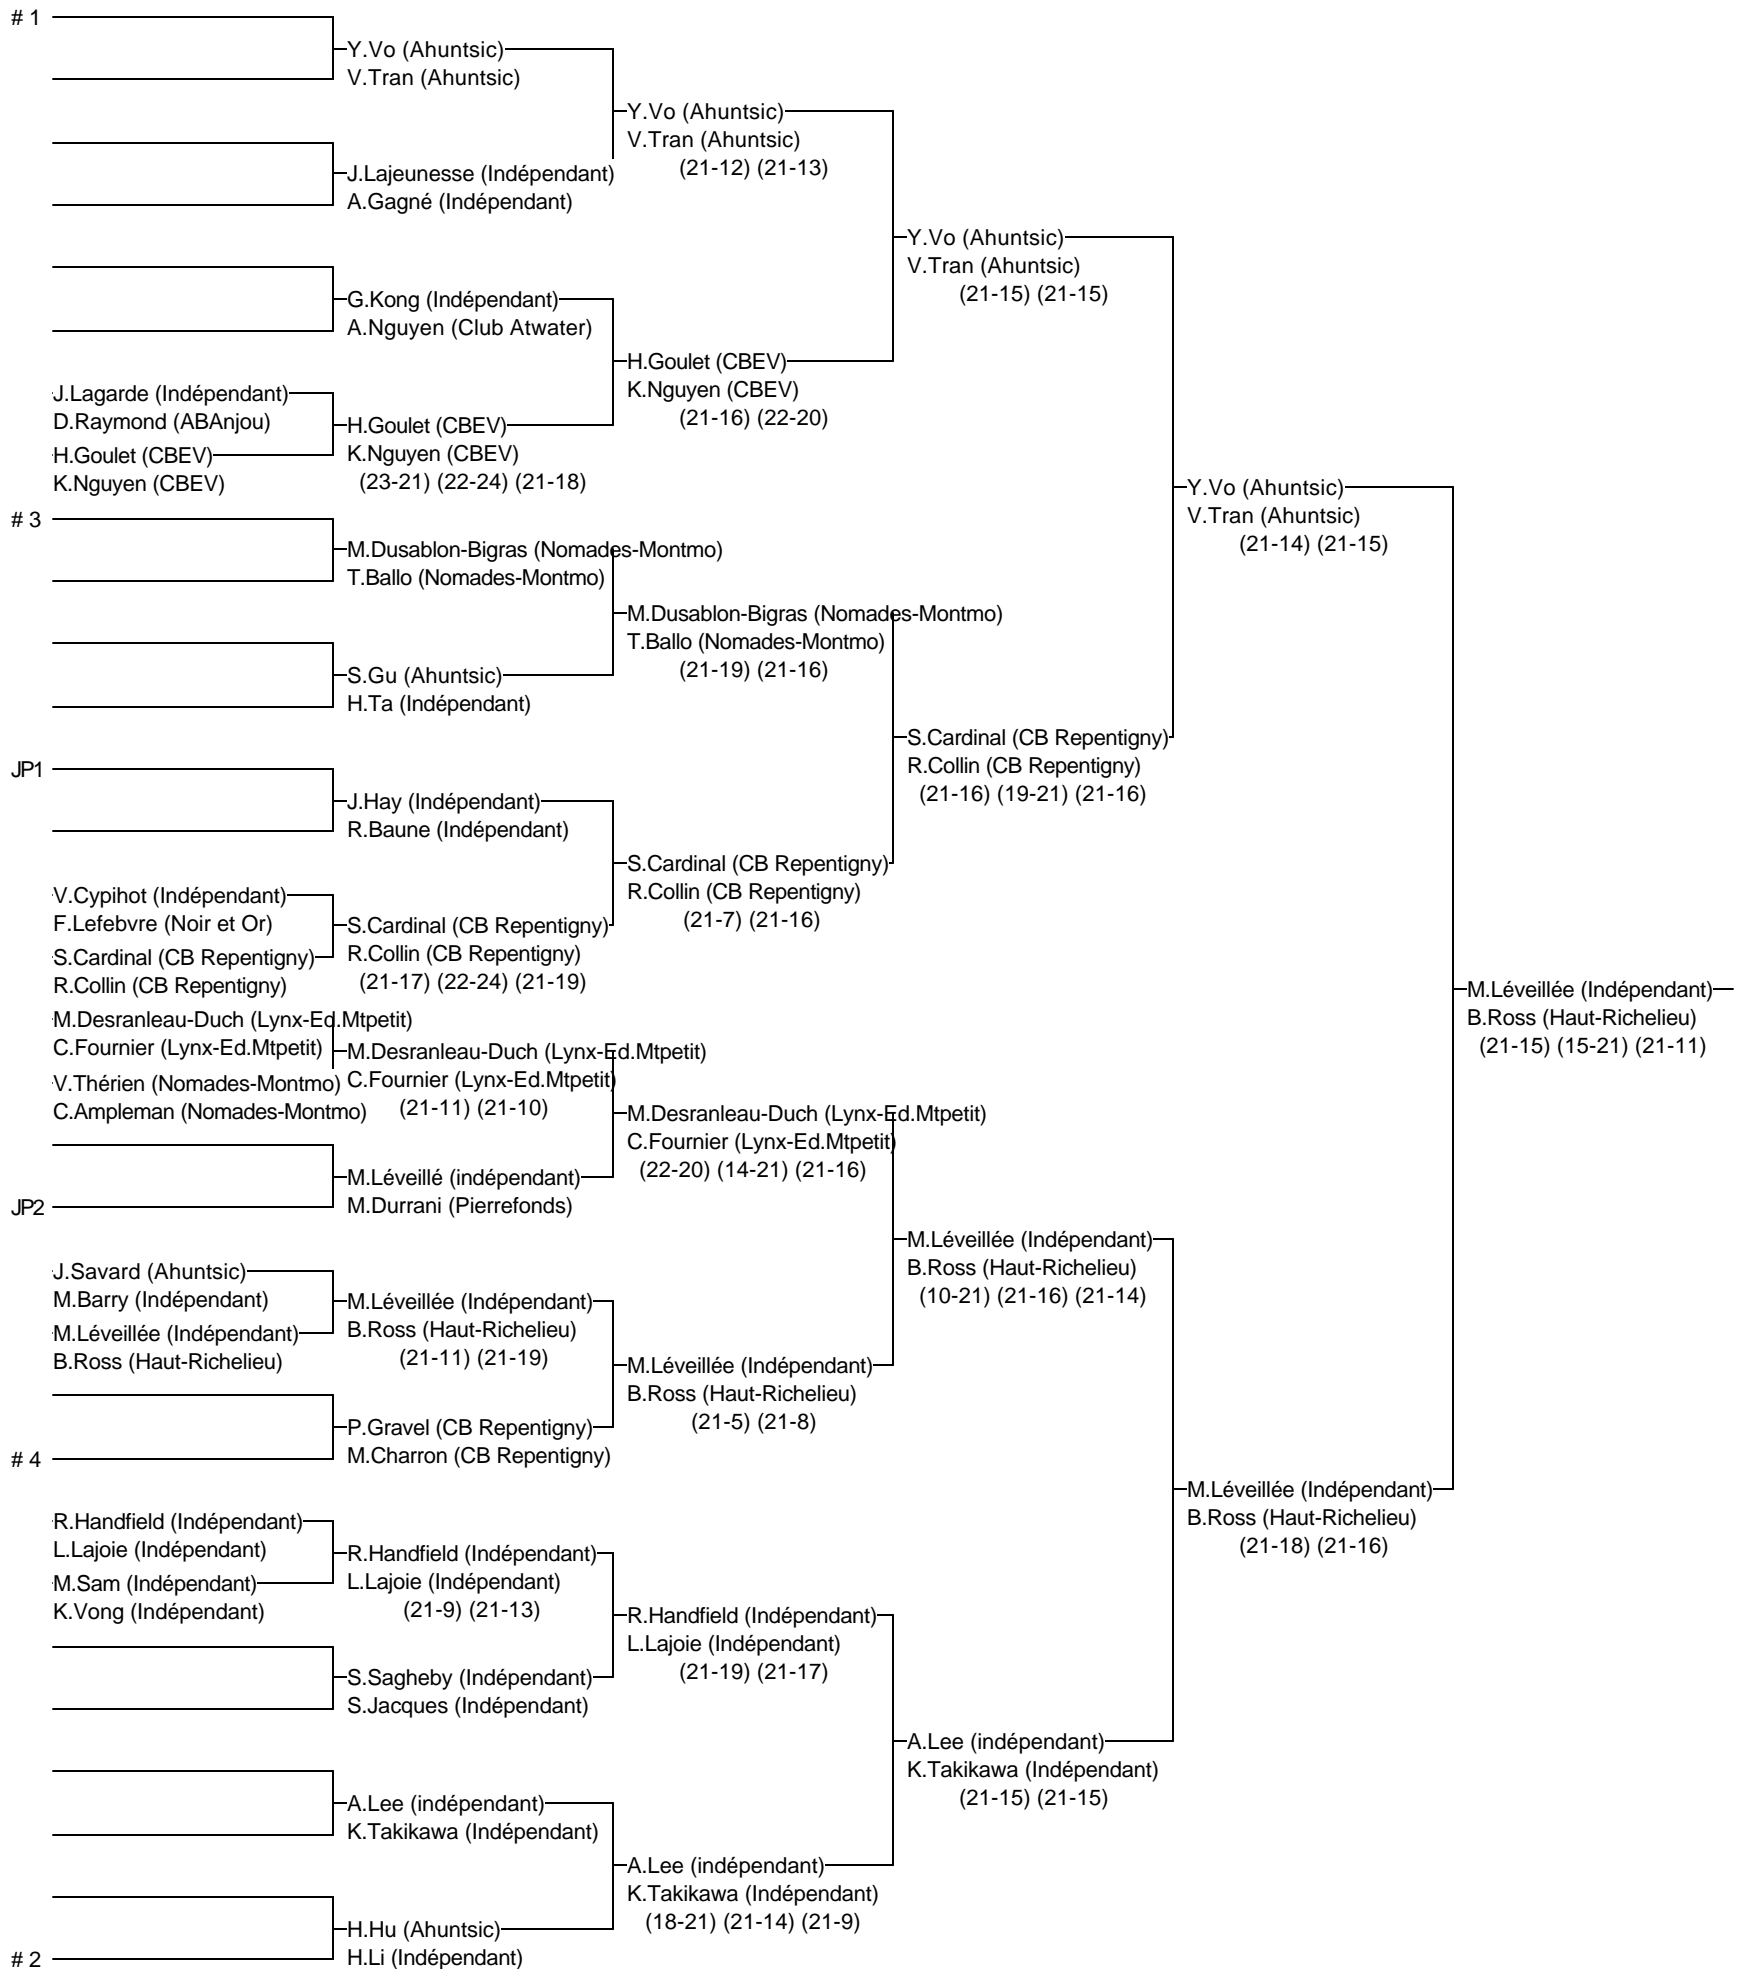 # 1
Y.Vo (Ahuntsic)
V.Tran (Ahuntsic)
Y.Vo (Ahuntsic)
V.Tran (Ahuntsic)
(21-12) (21-13)
J.Lajeunesse (Indépendant)
A.Gagné (Indépendant)
Y.Vo (Ahuntsic)
V.Tran (Ahuntsic)
(21-15) (21-15)
G.Kong (Indépendant)
A.Nguyen (Club Atwater)
H.Goulet (CBEV)
K.Nguyen (CBEV)
(21-16) (22-20)
J.Lagarde (Indépendant)
D.Raymond (ABAnjou)
H.Goulet (CBEV)
K.Nguyen (CBEV)
(23-21) (22-24) (21-18)
H.Goulet (CBEV)
K.Nguyen (CBEV)
Y.Vo (Ahuntsic)
V.Tran (Ahuntsic)
(21-14) (21-15)
# 3
M.Dusablon-Bigras (Nomades-Montmo)
T.Ballo (Nomades-Montmo)
M.Dusablon-Bigras (Nomades-Montmo)
T.Ballo (Nomades-Montmo)
(21-19) (21-16)
S.Gu (Ahuntsic)
H.Ta (Indépendant)
S.Cardinal (CB Repentigny)
R.Collin (CB Repentigny)
(21-16) (19-21) (21-16)
JP1
J.Hay (Indépendant)
R.Baune (Indépendant)
S.Cardinal (CB Repentigny)
R.Collin (CB Repentigny)
(21-7) (21-16)
V.Cypihot (Indépendant)
F.Lefebvre (Noir et Or)
S.Cardinal (CB Repentigny)
R.Collin (CB Repentigny)
(21-17) (22-24) (21-19)
S.Cardinal (CB Repentigny)
R.Collin (CB Repentigny)
M.Léveillée (Indépendant)
B.Ross (Haut-Richelieu)
(21-15) (15-21) (21-11)
M.Desranleau-Duch (Lynx-Ed.Mtpetit)
C.Fournier (Lynx-Ed.Mtpetit)
M.Desranleau-Duch (Lynx-Ed.Mtpetit)
C.Fournier (Lynx-Ed.Mtpetit)
(21-11) (21-10)
V.Thérien (Nomades-Montmo)
C.Ampleman (Nomades-Montmo)
M.Desranleau-Duch (Lynx-Ed.Mtpetit)
C.Fournier (Lynx-Ed.Mtpetit)
(22-20) (14-21) (21-16)
M.Léveillé (indépendant)
M.Durrani (Pierrefonds)
JP2
M.Léveillée (Indépendant)
B.Ross (Haut-Richelieu)
(10-21) (21-16) (21-14)
J.Savard (Ahuntsic)
M.Barry (Indépendant)
M.Léveillée (Indépendant)
B.Ross (Haut-Richelieu)
(21-11) (21-19)
M.Léveillée (Indépendant)
B.Ross (Haut-Richelieu)
M.Léveillée (Indépendant)
B.Ross (Haut-Richelieu)
(21-5) (21-8)
P.Gravel (CB Repentigny)
M.Charron (CB Repentigny)
# 4
M.Léveillée (Indépendant)
B.Ross (Haut-Richelieu)
(21-18) (21-16)
R.Handfield (Indépendant)
L.Lajoie (Indépendant)
R.Handfield (Indépendant)
L.Lajoie (Indépendant)
(21-9) (21-13)
M.Sam (Indépendant)
K.Vong (Indépendant)
R.Handfield (Indépendant)
L.Lajoie (Indépendant)
(21-19) (21-17)
S.Sagheby (Indépendant)
S.Jacques (Indépendant)
A.Lee (indépendant)
K.Takikawa (Indépendant)
(21-15) (21-15)
A.Lee (indépendant)
K.Takikawa (Indépendant)
A.Lee (indépendant)
K.Takikawa (Indépendant)
(18-21) (21-14) (21-9)
H.Hu (Ahuntsic)
H.Li (Indépendant)
# 2